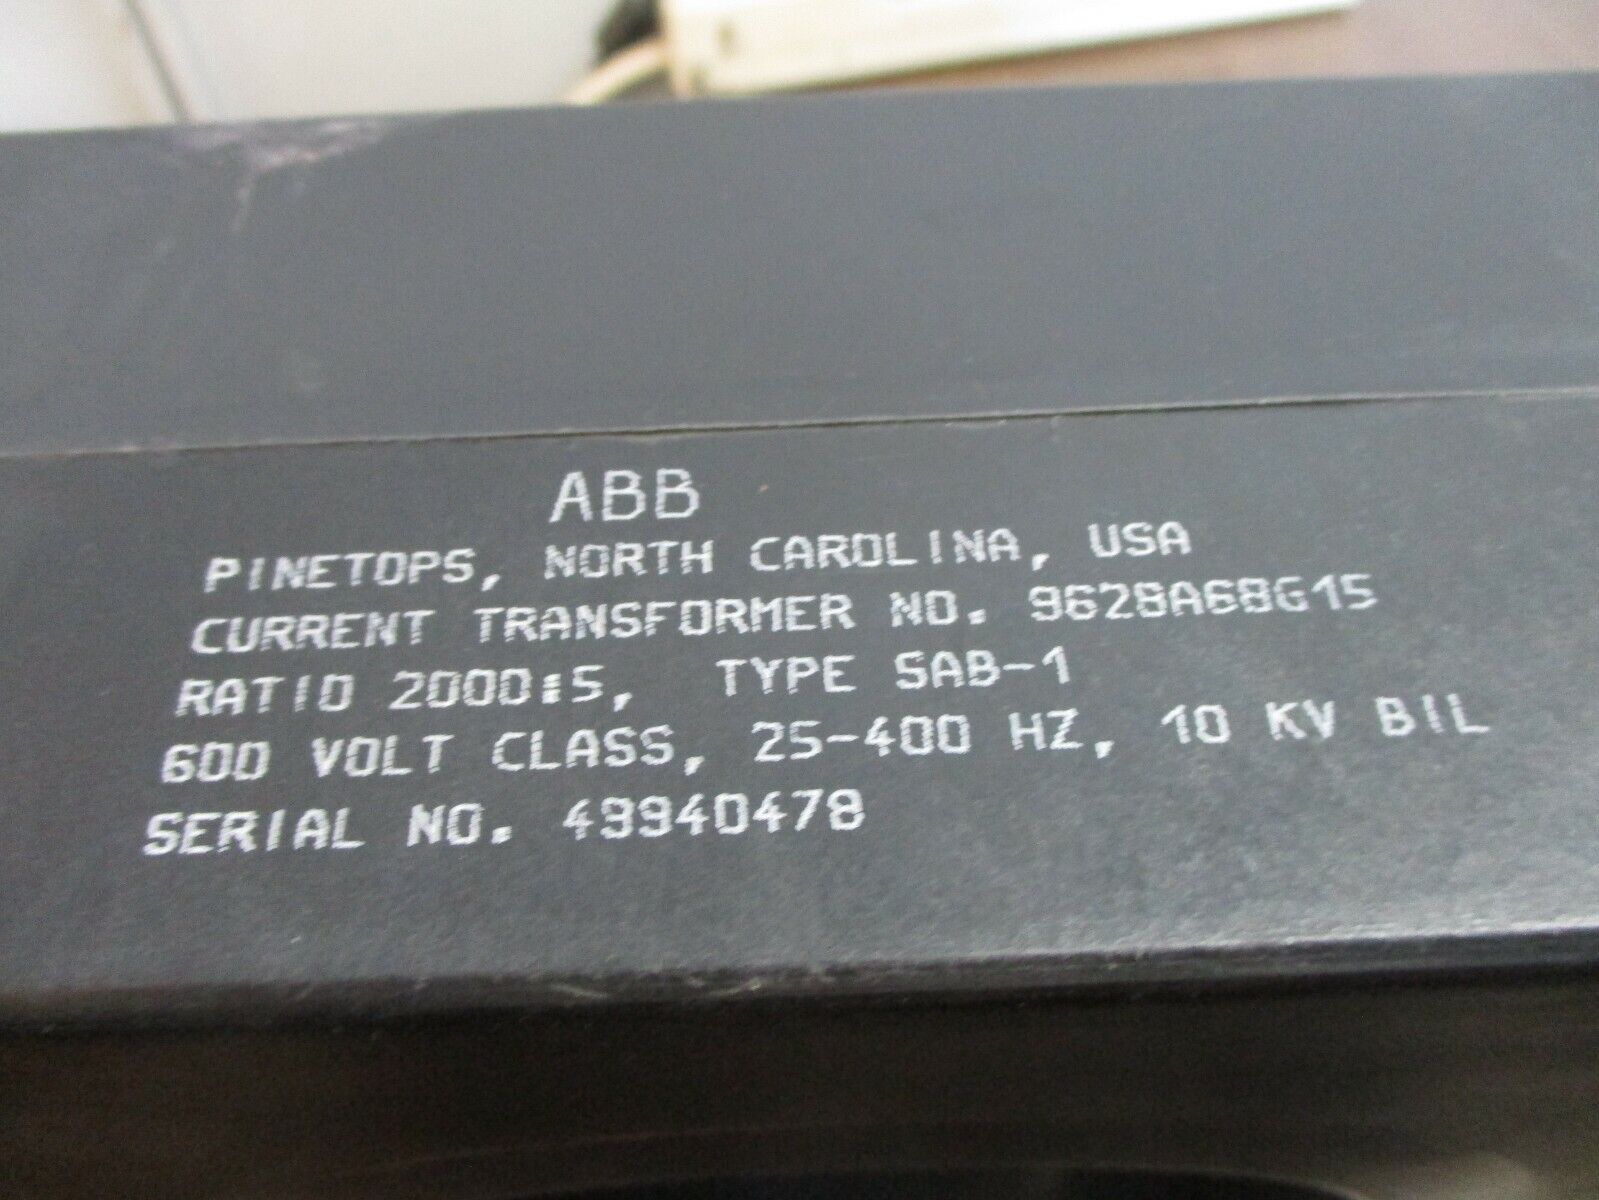 ABB
PINETOPS, NORTH CAROLINA, USA
CURRENT TRANSFORMER NO. 9628A68G15
RATIO 2000:5, TYPE SAB-1
600 VOLT CLASS, 25-400 HZ, 10 KV BIL
SERIAL NO. 49940478